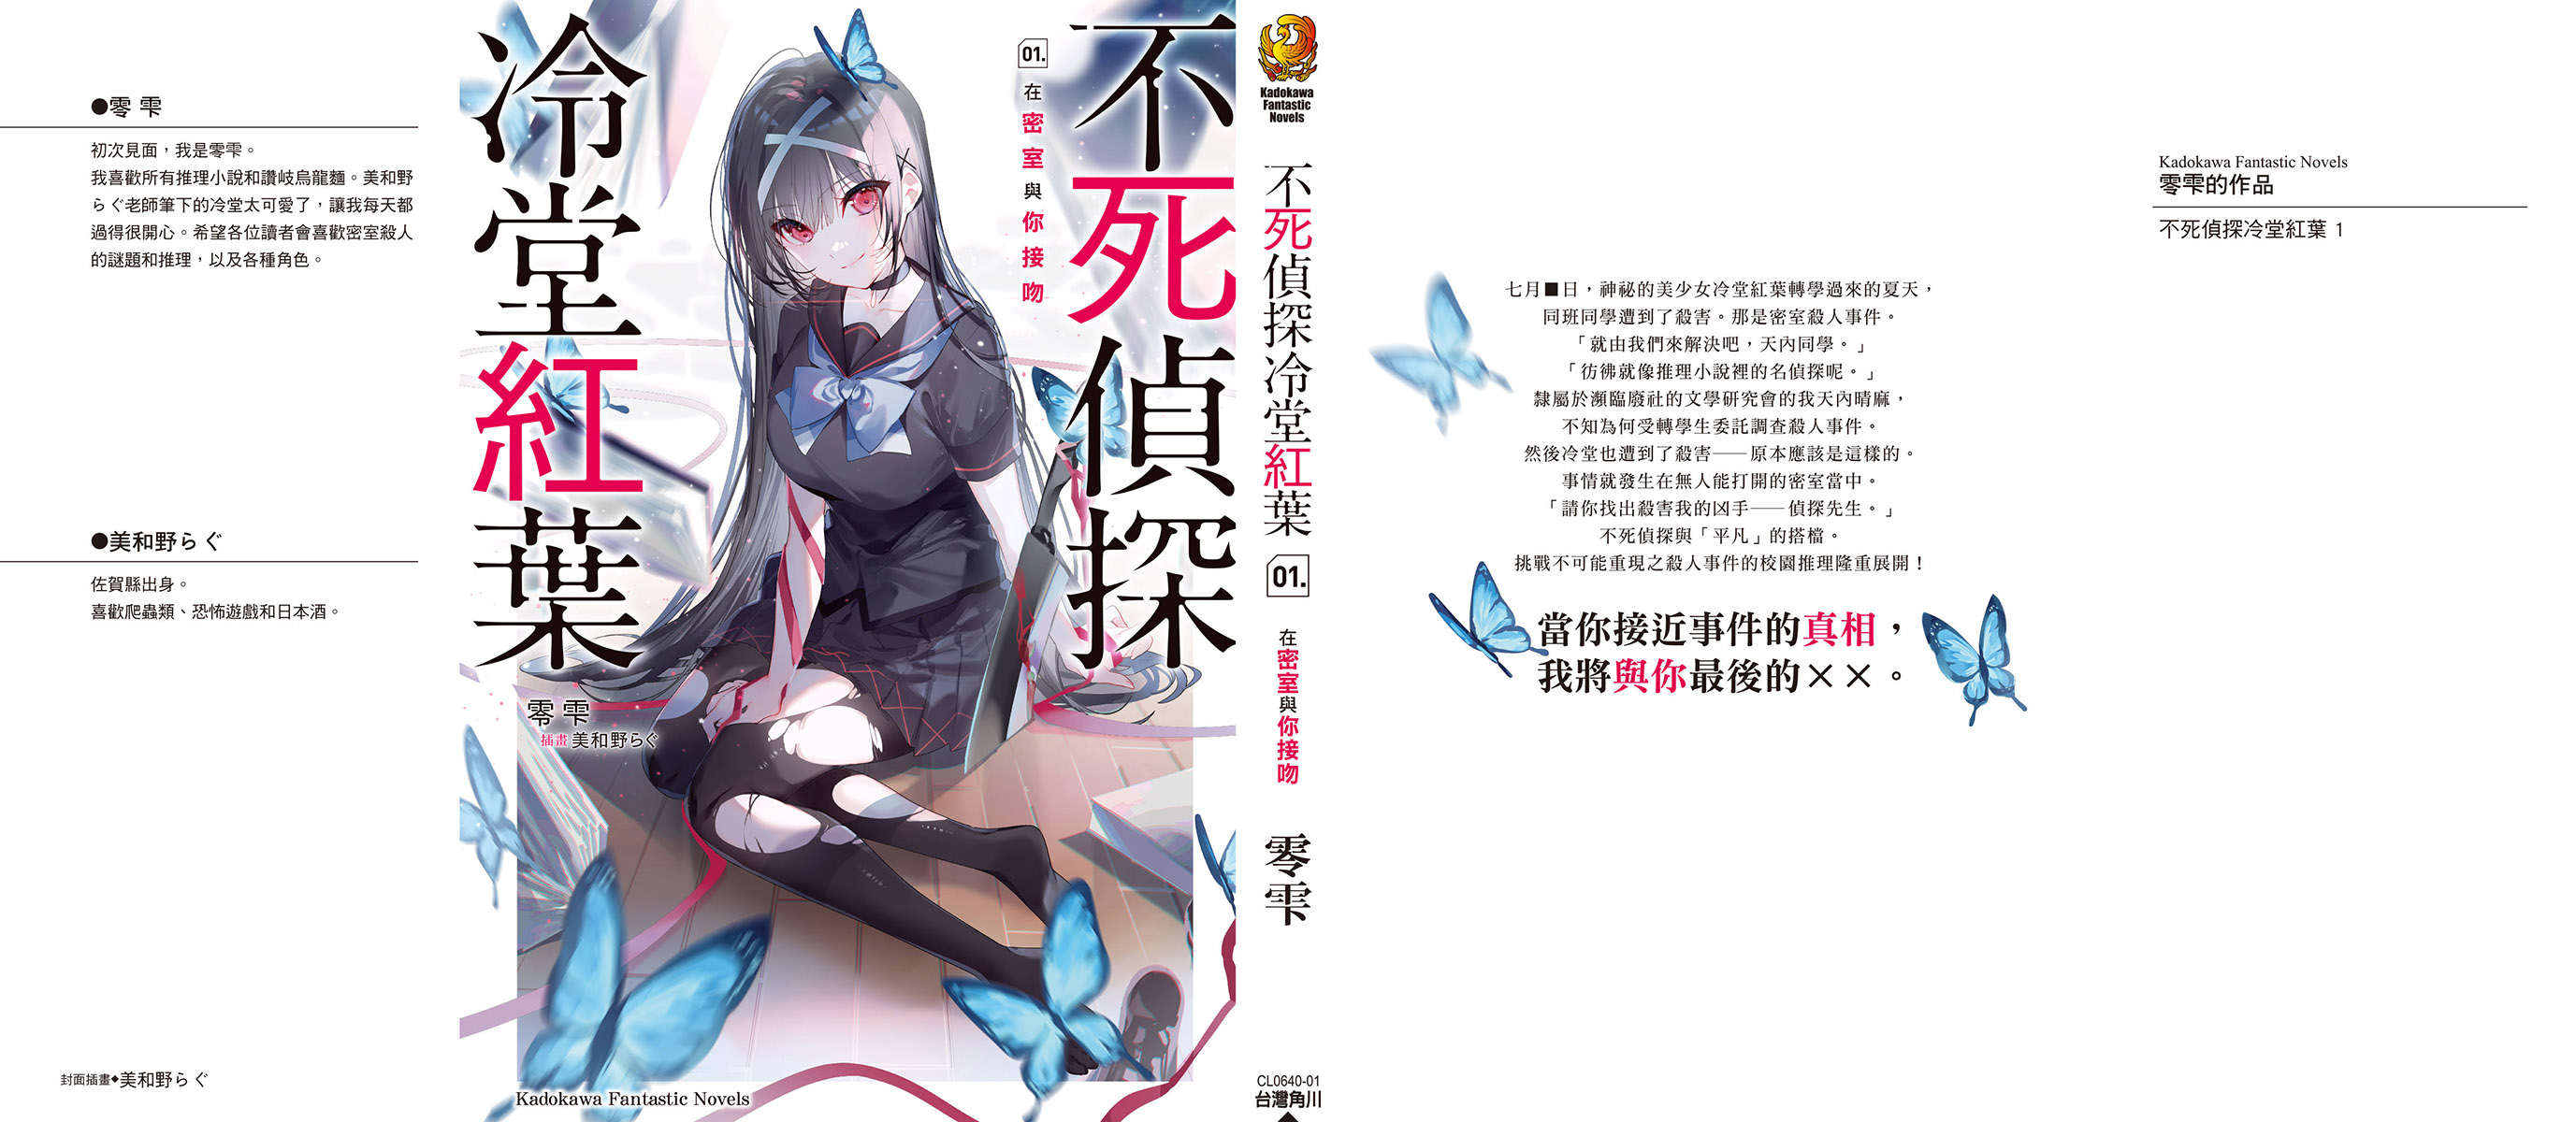 ●零雫
初次見面，我是零雫。
我喜歡所有推理小說和讚岐烏龍麵。美和野
らぐ老師筆下的冷堂太可愛了，讓我每天都
過得很開心。希望各位讀者會喜歡密室殺人
的謎題和推理，以及各種角色。
●美和野らぐ
佐賀縣出身。
喜歡爬蟲類、恐怖遊戲和日本酒。
封面插畫◆美和野らぐ
不死偵探
冷堂紅葉
01.
在密室與你接吻
零雫
插畫 美和野らぐ
Kadokawa Fantastic Novels
Kadokawa
Fantastic
Novels
不死偵探冷堂紅葉
01.
在密室與你接吻
零雫
CL0640-01
台灣角川
七月■日，神祕的美少女冷堂紅葉轉學過來的夏天，
同班同學遭到了殺害。那是密室殺人事件。
「就由我們來解決吧，天內同學。」
「彷彿就像推理小說裡的名偵探呢。」
隸屬於瀕臨廢社的文學研究會的我天內晴麻，
不知為何受轉學生委託調查殺人事件。
然後冷堂也遭到了殺害——原本應該是這樣的。
事情就發生在無人能打開的密室當中。
「請你找出殺害我的凶手——偵探先生。」
不死偵探與「平凡」的搭檔。
挑戰不可能重現之殺人事件的校園推理隆重展開！
當你接近事件的真相，
我將與你最後的××。
Kadokawa Fantastic Novels
零雫的作品
不死偵探冷堂紅葉 1